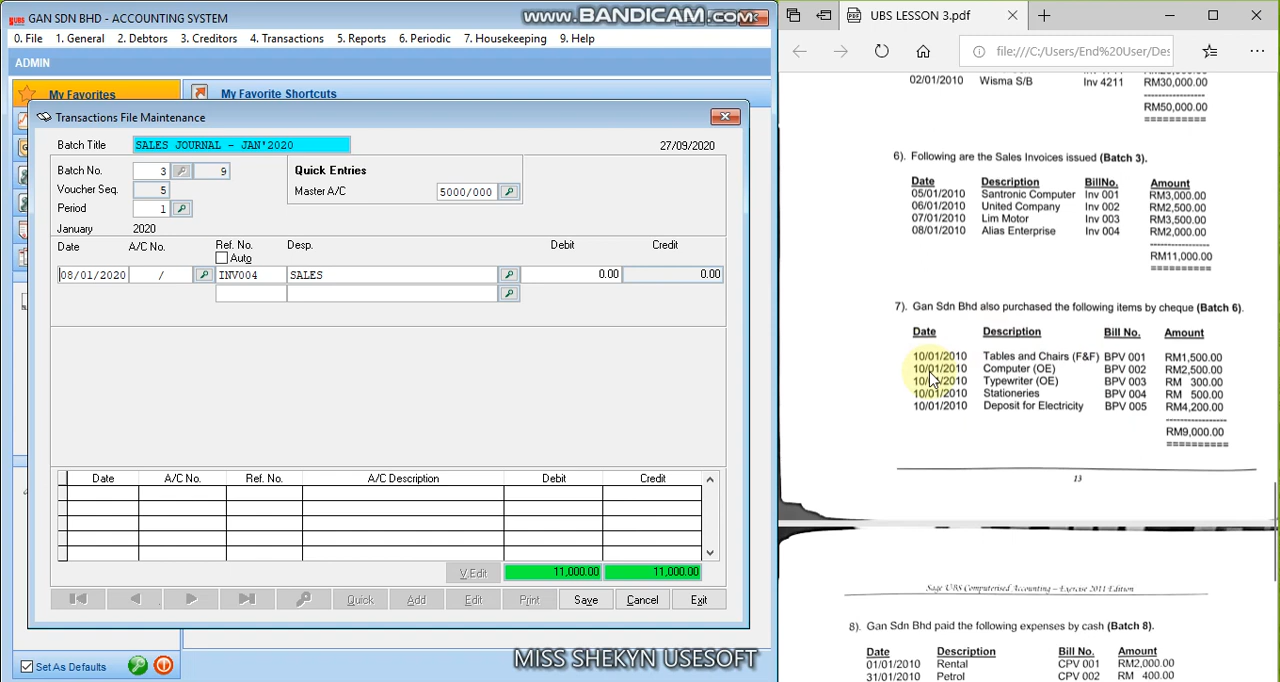 GAN SDN BHD - ACCOUNTING SYSTEM
www.BANDICAM.COM
0. File 1. General 2. Debtors 3. Creditors 4. Transactions 5. Reports 6. Periodic 7. Housekeeping 9. Help
ADMIN
My Favorites
My Favorite Shortcuts
Transactions File Maintenance
Batch Title SALES JOURNAL - JAN'2020 27/09/2020
Batch No. 3 9 Quick Entries
Voucher Seq. 5 Master A/C 5000/000
Period 1
January 2020
Date A/C No. Ref. No. Desp. Debit Credit
Auto
08/01/2020 / INV004 SALES 0.00 0.00
Date A/C No. Ref. No. A/C Description Debit Credit
V.Edit 11,000.00 11,000.00
Quick Add Edit Print Save Cancel Exit
Set As Defaults
MISS SHEKYN USESOFT
UBS LESSON 3.pdf
file:///C:/Users/End%20User/Des
02/01/2010 Wisma S/B Inv 4211 RM30,000.00
RM50,000.00
6). Following are the Sales Invoices issued (Batch 3).
Date Description BillNo. Amount
05/01/2010 Santronic Computer Inv 001 RM3,000.00
06/01/2010 United Company Inv 002 RM2,500.00
07/01/2010 Lim Motor Inv 003 RM3,500.00
08/01/2010 Alias Enterprise Inv 004 RM2,000.00
RM11,000.00
7). Gan Sdn Bhd also purchased the following items by cheque (Batch 6).
Date Description Bill No. Amount
10/01/2010 Tables and Chairs (F&F) BPV 001 RM1,500.00
10/01/2010 Computer (OE) BPV 002 RM2,500.00
10/01/2010 Typewriter (OE) BPV 003 RM 300.00
10/01/2010 Stationeries BPV 004 RM 500.00
10/01/2010 Deposit for Electricity BPV 005 RM4,200.00
RM9,000.00
13
Sage UBS Computerised Accounting – Exercise 2011 Edition
8). Gan Sdn Bhd paid the following expenses by cash (Batch 8).
Date Description Bill No. Amount
01/01/2010 Rental CPV 001 RM2,000.00
31/01/2010 Petrol CPV 002 RM 400.00